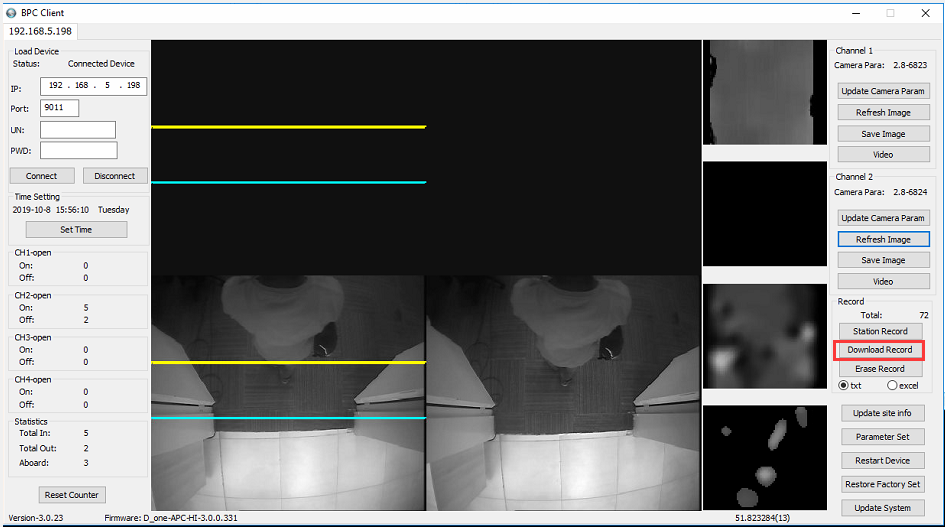 BPC Client
192.168.5.198
Load Device
Status: Connected Device
IP: 192 . 168 . 5 . 198
Port: 9011
UN:
PWD:
Connect Disconnect
Time Setting
2019-10-8 15:56:10 Tuesday
Set Time
CH1-open
On: 0
Off: 0
CH2-open
On: 5
Off: 2
CH3-open
On: 0
Off: 0
CH4-open
On: 0
Off: 0
Statistics
Total In: 5
Total Out: 2
Aboard: 3
Reset Counter
Version-3.0.23 Firmware: D_one-APC-HI-3.0.0.331
Channel 1
Camera Para: 2.8-6823
Update Camera Param
Refresh Image
Save Image
Video
Channel 2
Camera Para: 2.8-6824
Update Camera Param
Refresh Image
Save Image
Video
Record
Total: 72
Station Record
Download Record
Erase Record
txt excel
Update site info
Parameter Set
Restart Device
Restore Factory Set
Update System
51.823284(13)